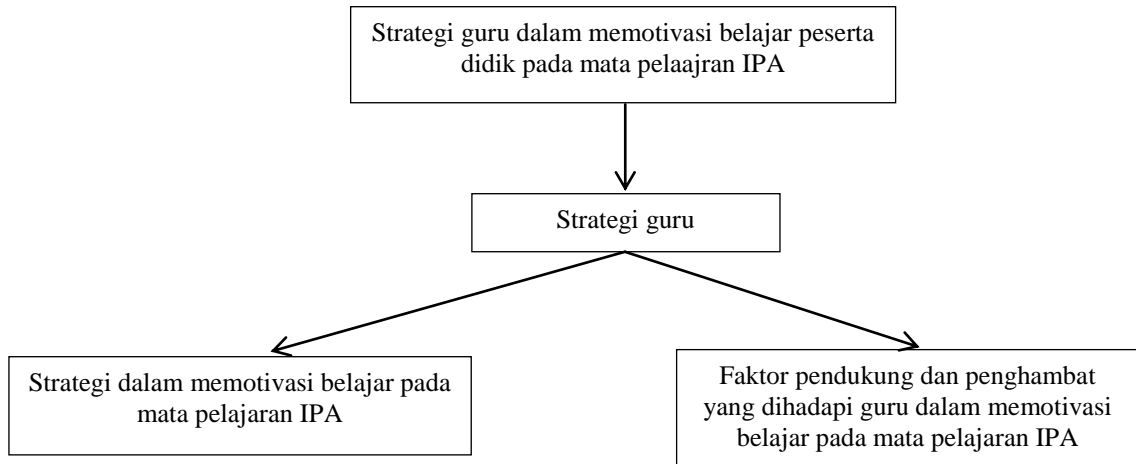 Strategi guru dalam memotivasi belajar peserta
didik pada mata pelaajran IPA
Strategi guru
Strategi dalam memotivasi belajar pada
mata pelajaran IPA
Faktor pendukung dan penghambat
yang dihadapi guru dalam memotivasi
belajar pada mata pelajaran IPA